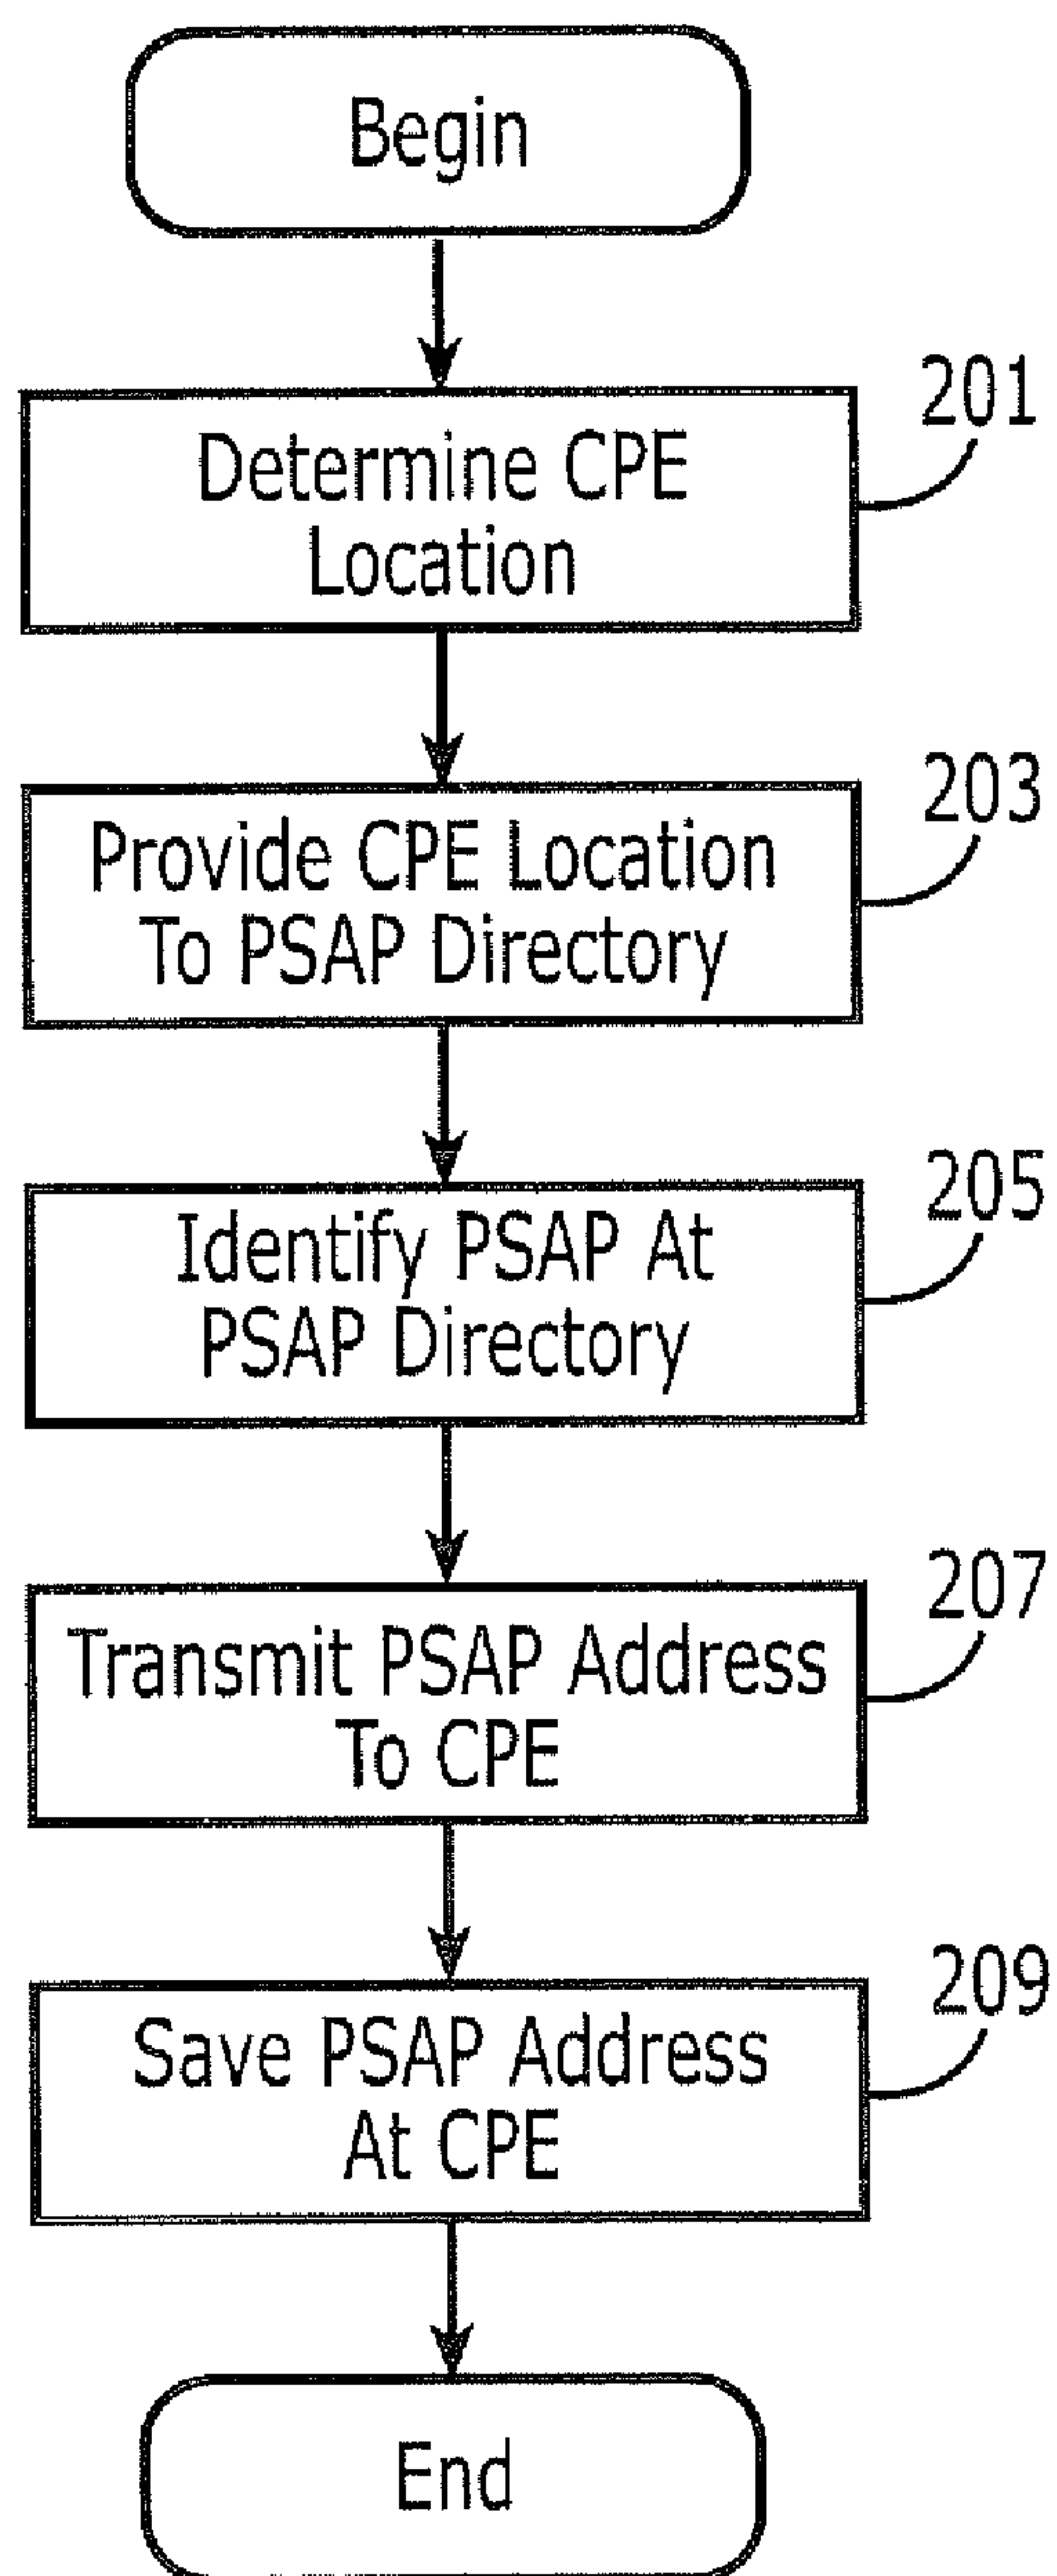 Begin
201
Determine CPE
Location
203
Provide CPE Location
To PSAP Directory
205
Identify PSAP At
PSAP Directory
207
Transmit PSAP Address
To CPE
209
Save PSAP Address
At CPE
End